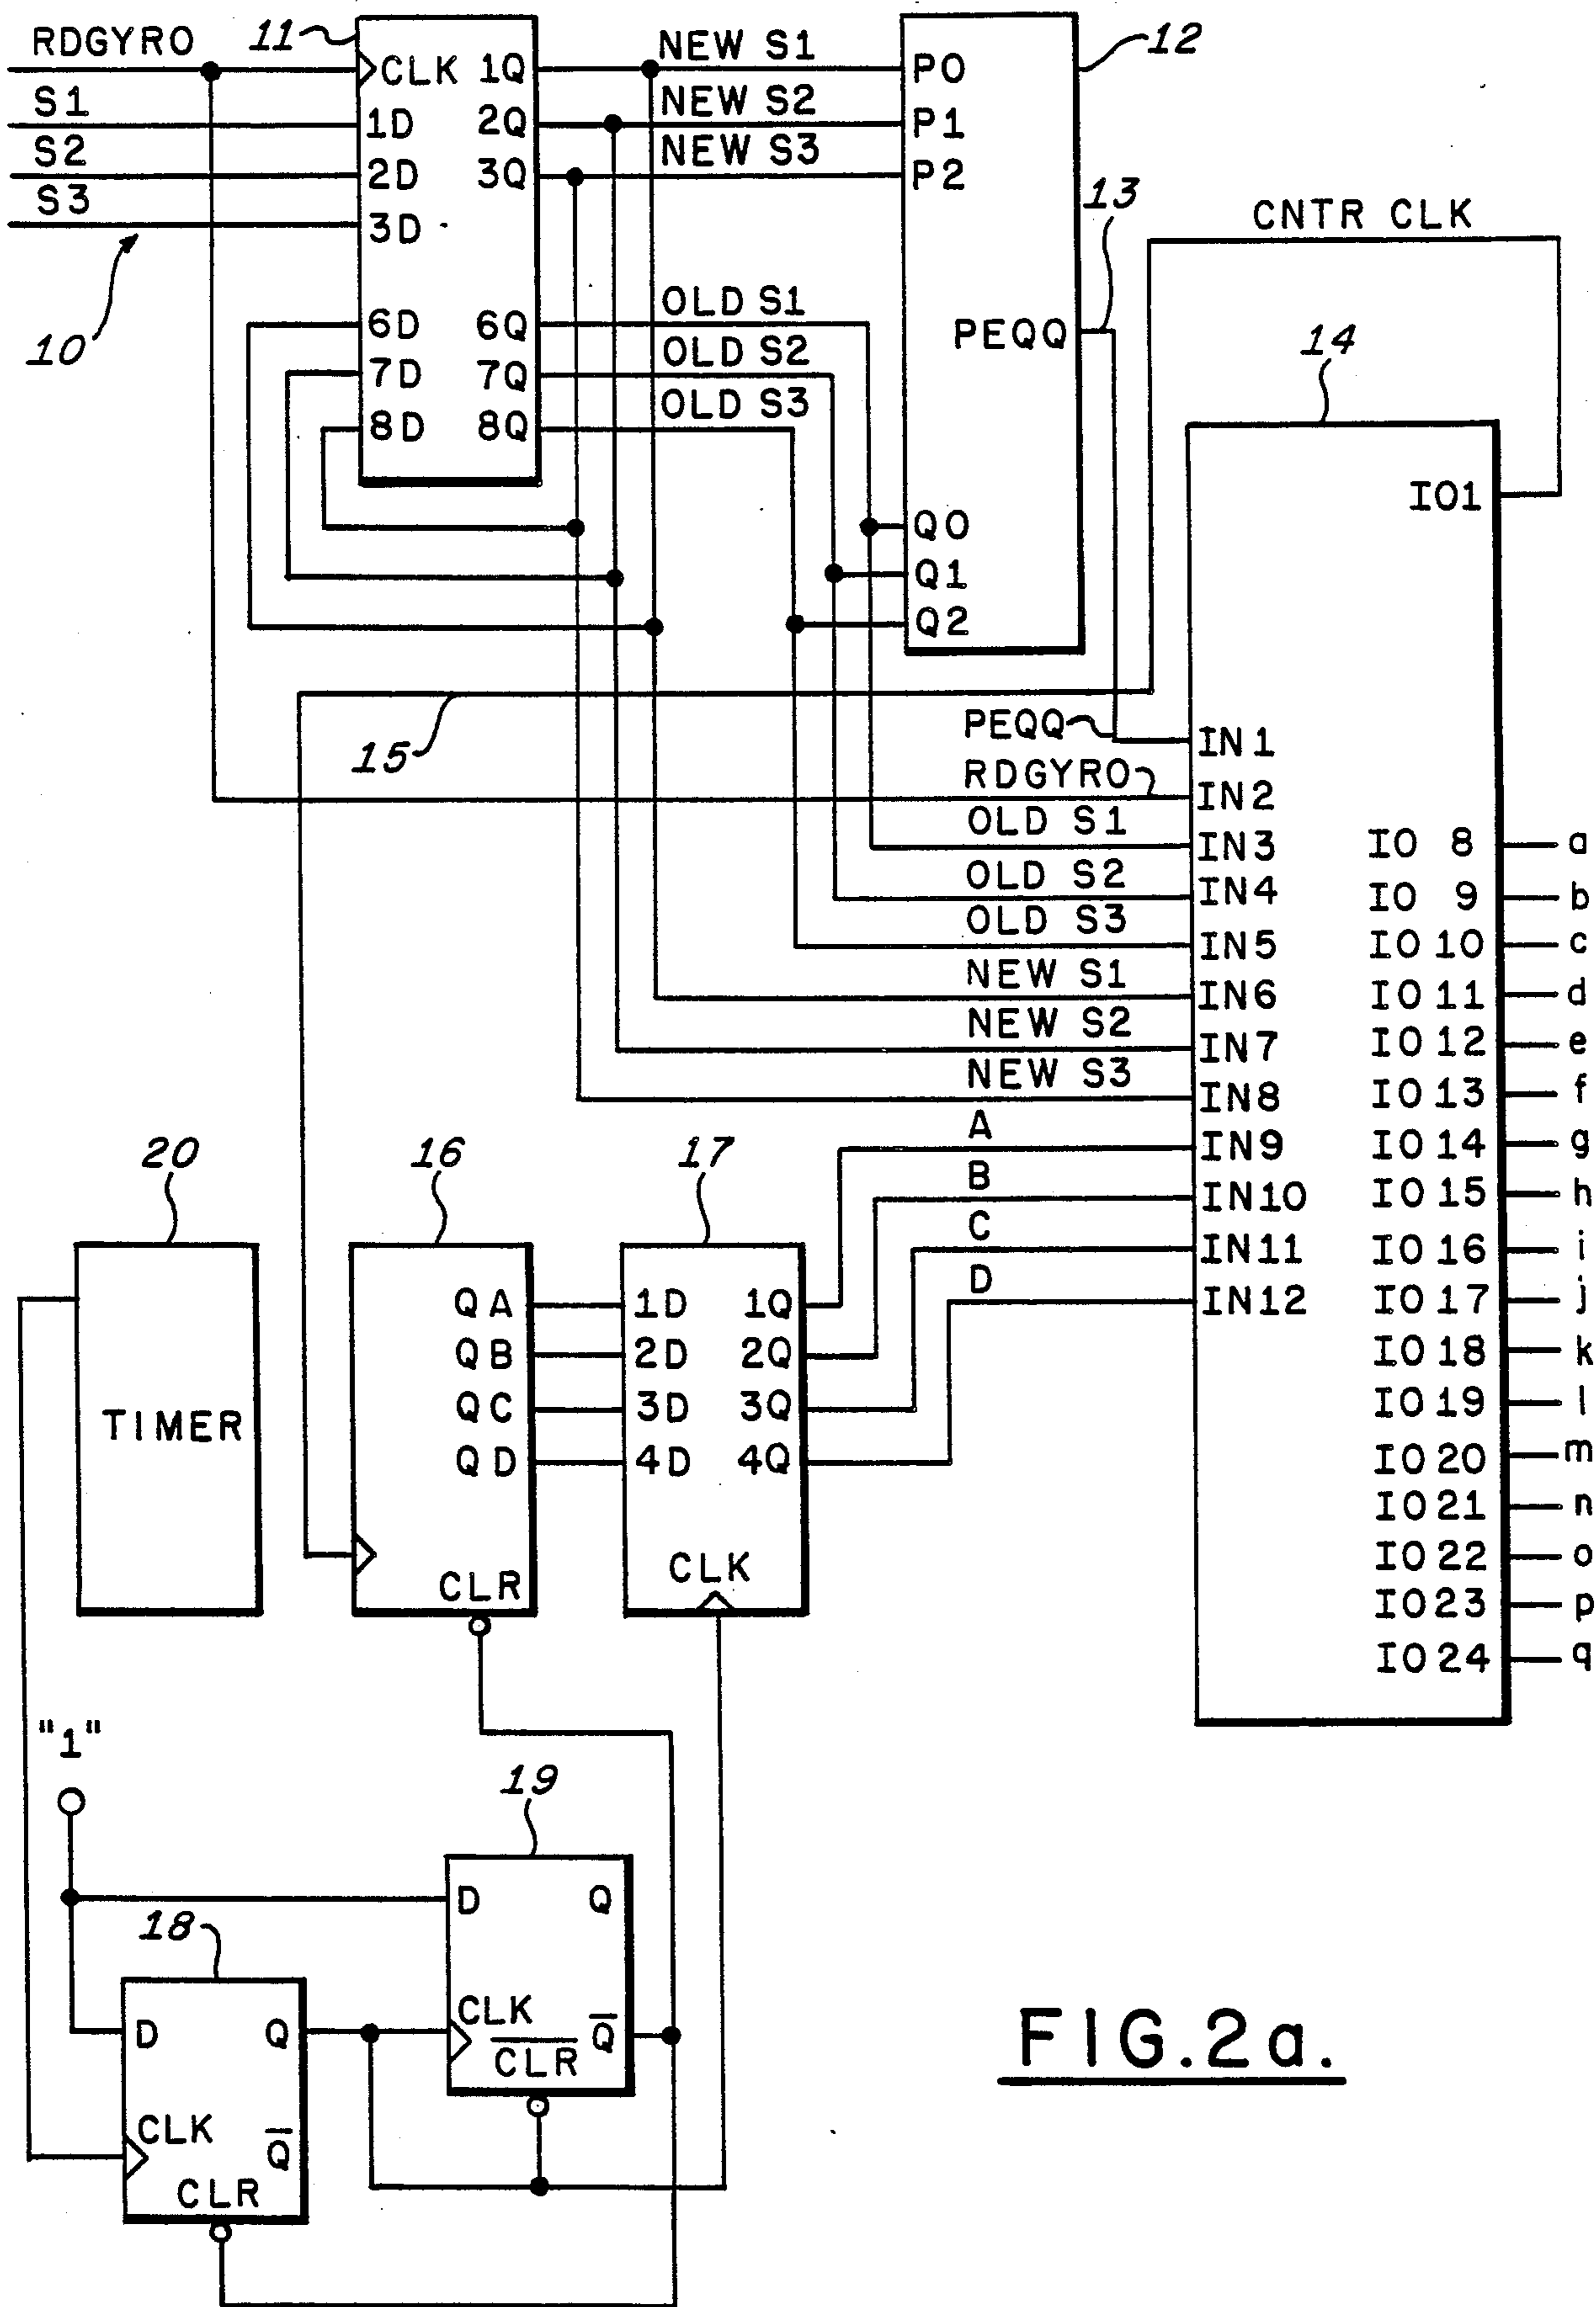 RDGYRO 11 NEW S1 12
CLK 1Q P0
S1 1D 2Q NEW S2 P1
S2 2D 3Q NEW S3 P2
S3 3D 13
CNTR CLK
10 6D 6Q OLD S1 PEQQ 14
7D 7Q OLD S2
8D 8Q OLD S3
IO1
Q0
Q1
Q2
15 PEQQ IN1
RDGYRO IN2
OLD S1 IN3 IO 8 a
OLD S2 IN4 IO 9 b
OLD S3 IN5 IO 10 c
NEW S1 IN6 IO 11 d
NEW S2 IN7 IO 12 e
NEW S3 IN8 IO 13 f
A IN9 IO 14 g
B IN10 IO 15 h
C IN11 IO 16 i
D IN12 IO 17 j
IO 18 k
IO 19 l
IO 20 m
IO 21 n
IO 22 o
IO 23 p
IO 24 q
20 16 17
QA 1D 1Q
QB 2D 2Q
QC 3D 3Q
TIMER
QD 4D 4Q
CLR CLK
"1"
19
D Q
18
CLK
D Q CLR Q̅
CLK Q̅
CLR
FIG.2a.